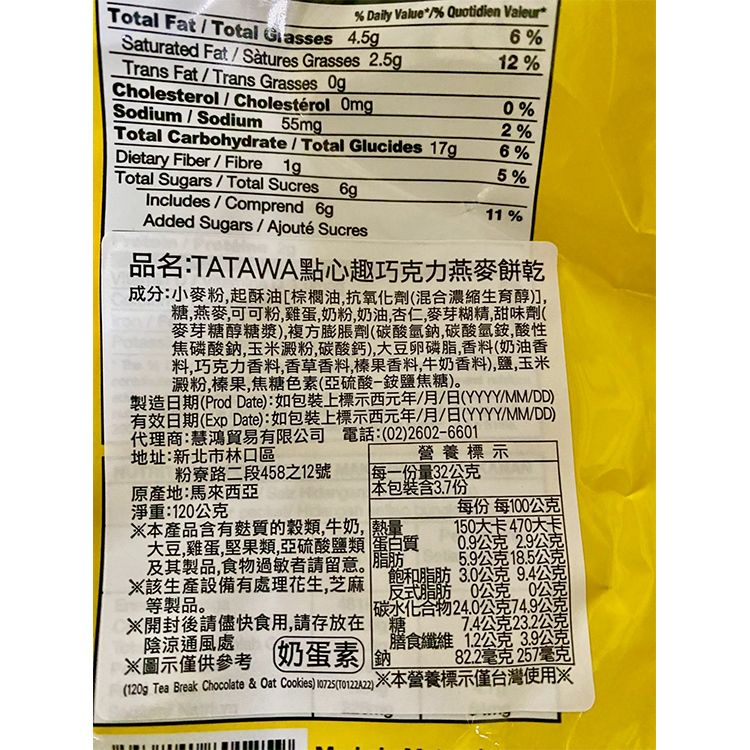 % Daily Value*/% Quotidien Valeur*
Total Fat / Total Grasses 4.5g 6 %
Saturated Fat / Sàtures Grasses 2.5g 12 %
Trans Fat / Trans Grasses 0g
Cholesterol / Cholestérol 0mg 0 %
Sodium / Sodium 55mg 2 %
Total Carbohydrate / Total Glucides 17g 6 %
Dietary Fiber / Fibre 1g 5 %
Total Sugars / Total Sucres 6g
Includes / Comprend 6g 11 %
Added Sugars / Ajouté Sucres
品名:TATAWA點心趣巧克力燕麥餅乾
成分:小麥粉,起酥油[棕櫚油,抗氧化劑(混合濃縮生育醇)],
糖,燕麥,可可粉,雞蛋,奶粉,奶油,杏仁,麥芽糊精,甜味劑(
麥芽糖醇糖漿),複方膨脹劑(碳酸氫鈉,碳酸氫銨,酸性
焦磷酸鈉,玉米澱粉,碳酸鈣),大豆卵磷脂,香料(奶油香
料,巧克力香料,香草香料,榛果香料,牛奶香料),鹽,玉米
澱粉,榛果,焦糖色素(亞硫酸-銨鹽焦糖)。
製造日期(Prod Date):如包裝上標示西元年/月/日(YYYY/MM/DD)
有效日期(Exp Date):如包裝上標示西元年/月/日(YYYY/MM/DD)
代理商:慧鴻貿易有限公司 電話:(02)2602-6601
地址:新北市林口區
粉寮路二段458之12號
原產地:馬來西亞
淨重:120公克
※本產品含有麩質的穀類,牛奶,
大豆,雞蛋,堅果類,亞硫酸鹽類
及其製品,食物過敏者請留意。
※該生產設備有處理花生,芝麻
等製品。
※開封後請儘快食用,請存放在
陰涼通風處
※圖示僅供參考 奶蛋素
(120g Tea Break Chocolate & Oat Cookies) I0725(T0122A22)
營養標示
每一份量32公克
本包裝含3.7份
每份 每100公克
熱量 150大卡 470大卡
蛋白質 0.9公克 2.9公克
脂肪 5.9公克 18.5公克
飽和脂肪 3.0公克 9.4公克
反式脂肪 0公克 0公克
碳水化合物 24.0公克 74.9公克
糖 7.4公克 23.2公克
膳食纖維 1.2公克 3.9公克
鈉 82.2毫克 257毫克
※本營養標示僅台灣使用※